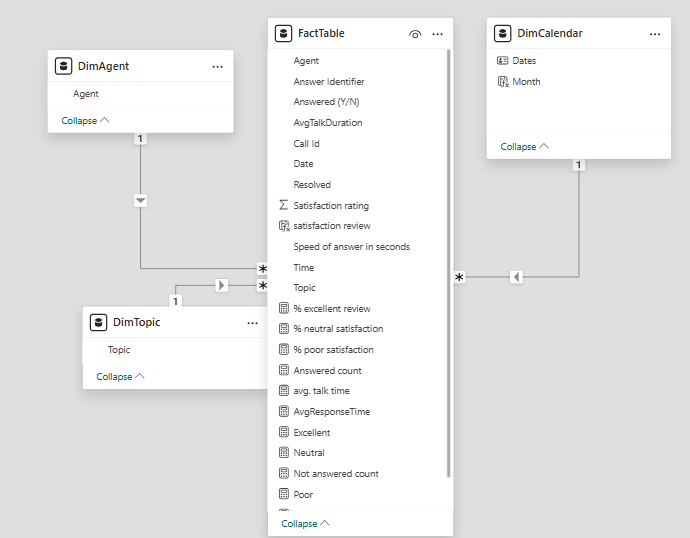 DimAgent
Agent
Collapse
1
FactTable
Agent
Answer Identifier
Answered (Y/N)
AvgTalkDuration
Call Id
Date
Resolved
Satisfaction rating
satisfaction review
Speed of answer in seconds
Time
Topic
% excellent review
% neutral satisfaction
% poor satisfaction
Answered count
avg. talk time
AvgResponseTime
Excellent
Neutral
Not answered count
Poor
Collapse
DimCalendar
Dates
Month
Collapse
1
*
*
*
1
DimTopic
Topic
Collapse